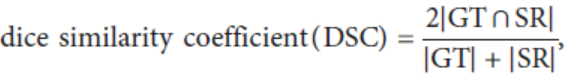 dice similarity coefficient(DSC) = 2|GT ∩ SR| / |GT| + |SR|,